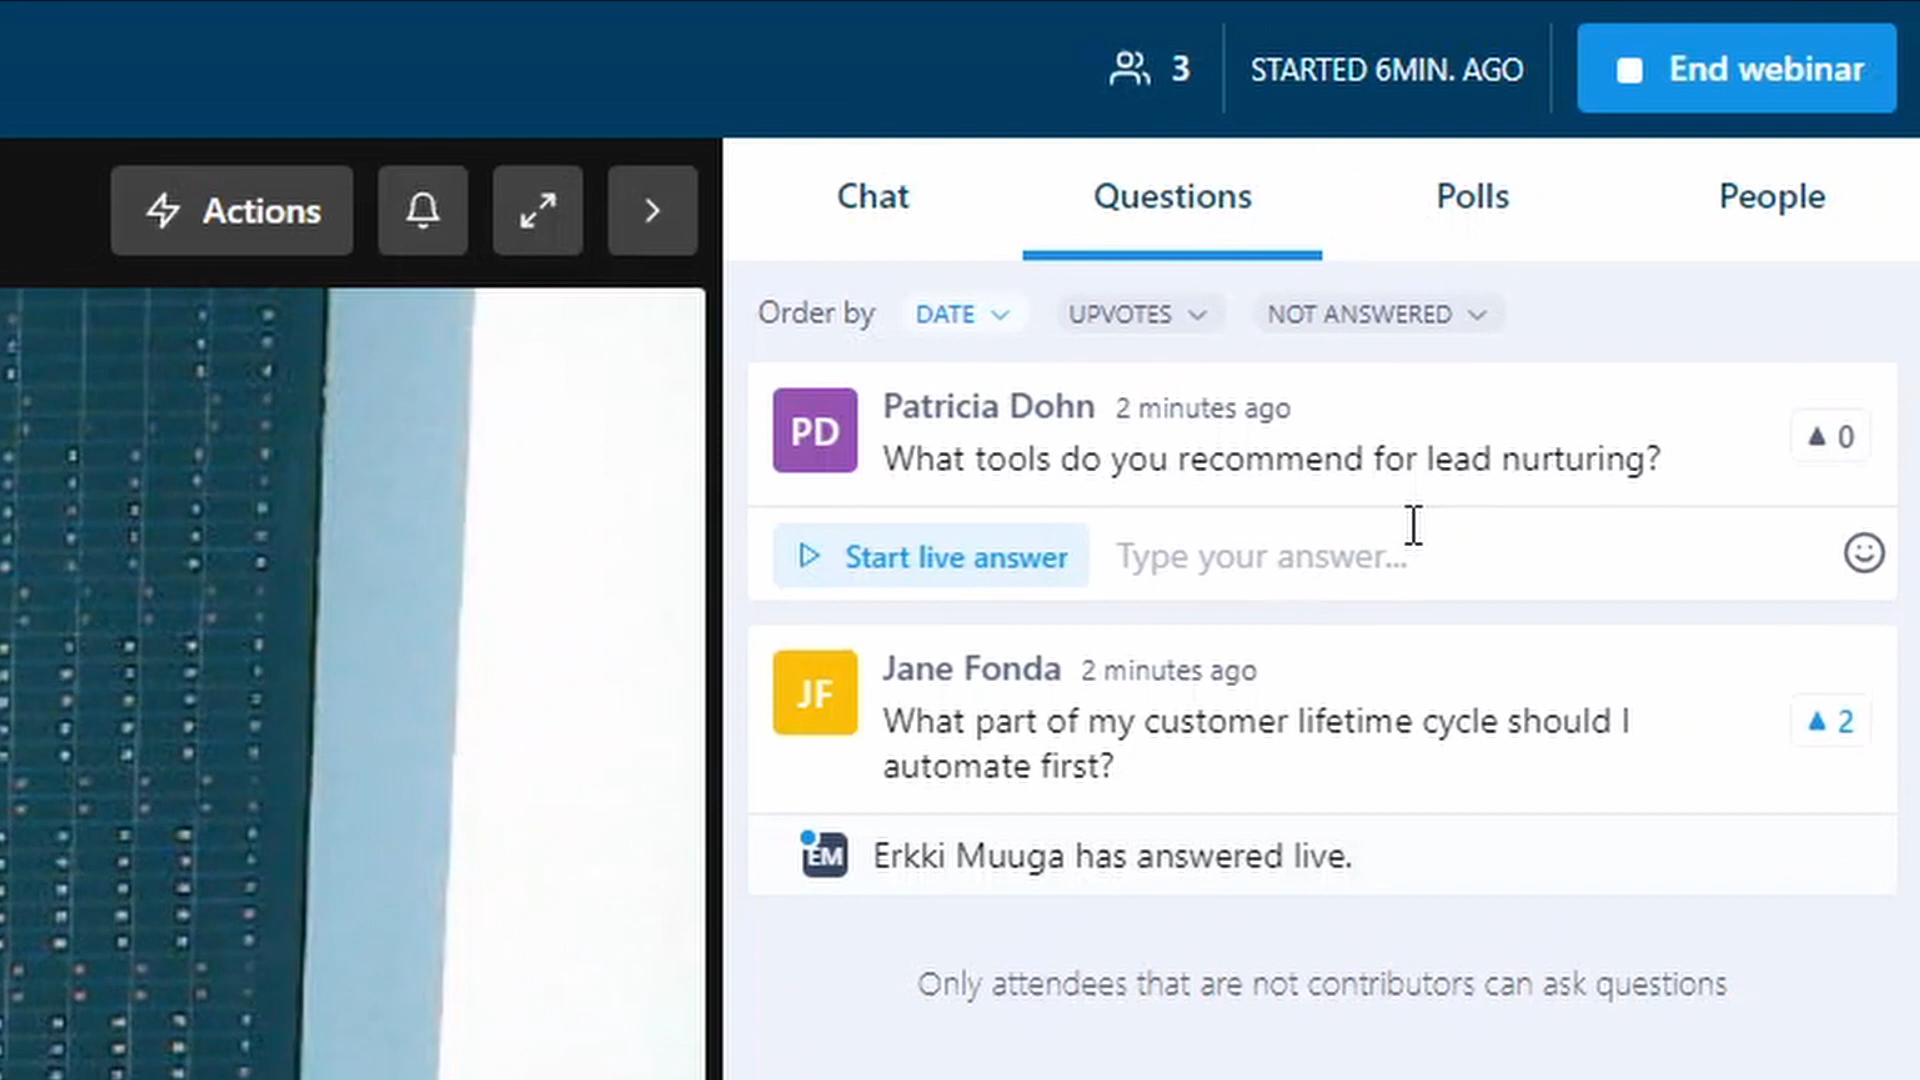 3
STARTED 6MIN. AGO
End webinar
Actions
Chat
Questions
Polls
People
Order by
DATE
UPVOTES
NOT ANSWERED
PD
Patricia Dohn 2 minutes ago
What tools do you recommend for lead nurturing?
0
Start live answer
Type your answer...
JF
Jane Fonda 2 minutes ago
What part of my customer lifetime cycle should I
automate first?
2
EM
Erkki Muuga has answered live.
Only attendees that are not contributors can ask questions